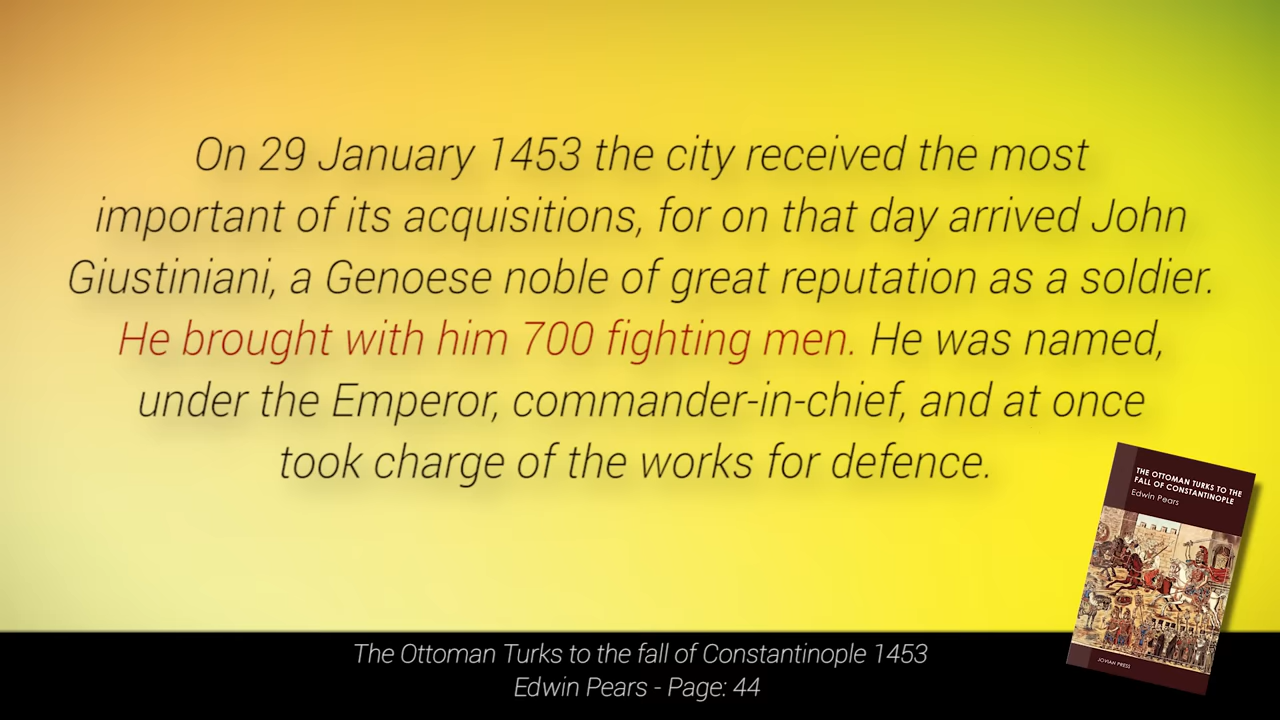 On 29 January 1453 the city received the most
important of its acquisitions, for on that day arrived John
Giustiniani, a Genoese noble of great reputation as a soldier.
He brought with him 700 fighting men. He was named,
under the Emperor, commander-in-chief, and at once
took charge of the works for defence.
THE OTTOMAN TURKS TO THE
FALL OF CONSTANTINOPLE
Edwin Pears
JOVIAN PRESS
The Ottoman Turks to the fall of Constantinople 1453
Edwin Pears - Page: 44